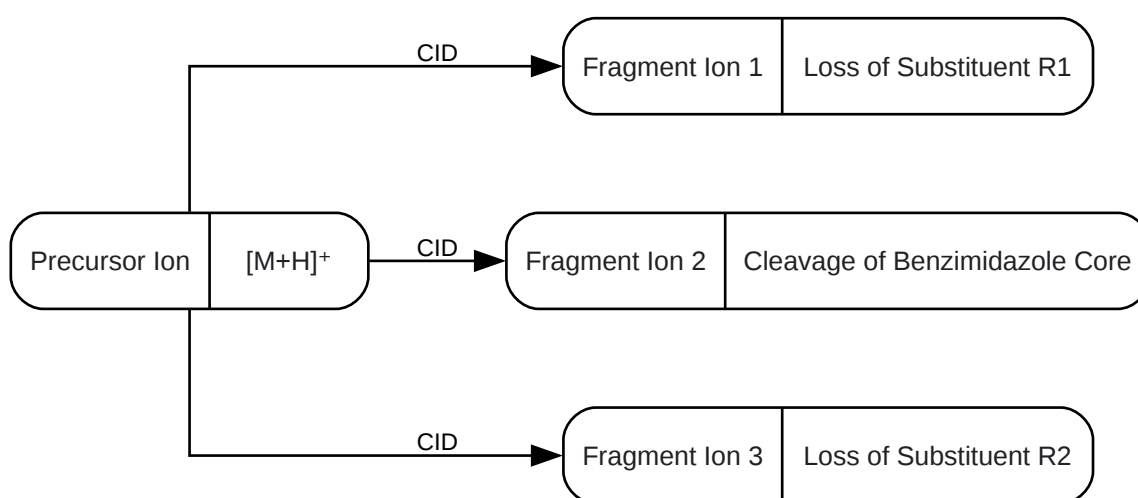 CID
Fragment Ion 1
Loss of Substituent R1
Precursor Ion
[M+H]⁺
CID
Fragment Ion 2
Cleavage of Benzimidazole Core
CID
Fragment Ion 3
Loss of Substituent R2